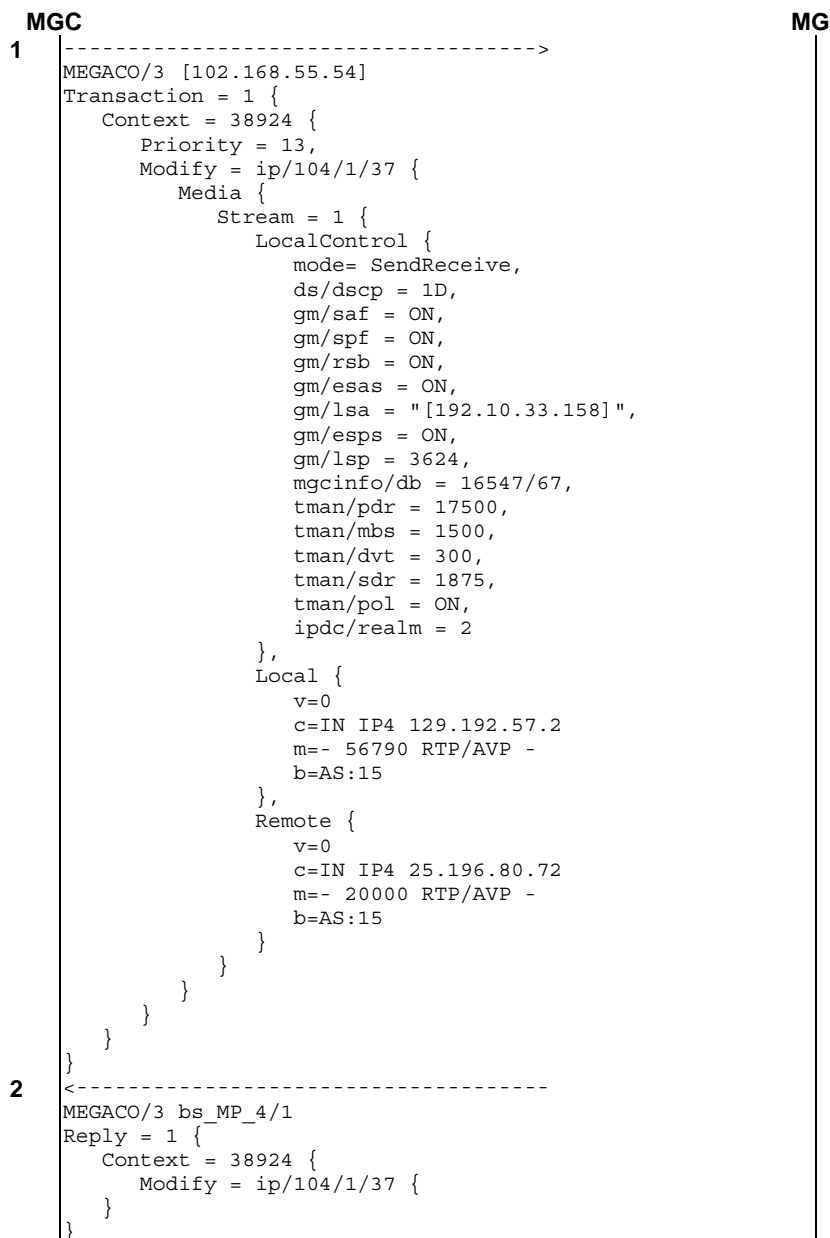 MGC MG
1 ------------------------------------->
MEGACO/3 [102.168.55.54]
Transaction = 1 {
   Context = 38924 {
      Priority = 13,
      Modify = ip/104/1/37 {
         Media {
            Stream = 1 {
               LocalControl {
                  mode= SendReceive,
                  ds/dscp = 1D,
                  gm/saf = ON,
                  gm/spf = ON,
                  gm/rsb = ON,
                  gm/esas = ON,
                  gm/lsa = "[192.10.33.158]",
                  gm/esps = ON,
                  gm/lsp = 3624,
                  mgcinfo/db = 16547/67,
                  tman/pdr = 17500,
                  tman/mbs = 1500,
                  tman/dvt = 300,
                  tman/sdr = 1875,
                  tman/pol = ON,
                  ipdc/realm = 2
               },
               Local {
                  v=0
                  c=IN IP4 129.192.57.2
                  m=- 56790 RTP/AVP -
                  b=AS:15
               },
               Remote {
                  v=0
                  c=IN IP4 25.196.80.72
                  m=- 20000 RTP/AVP -
                  b=AS:15
               }
            }
         }
      }
   }
}
2 <-------------------------------------
MEGACO/3 bs_MP_4/1
Reply = 1 {
   Context = 38924 {
      Modify = ip/104/1/37 {
   }
}